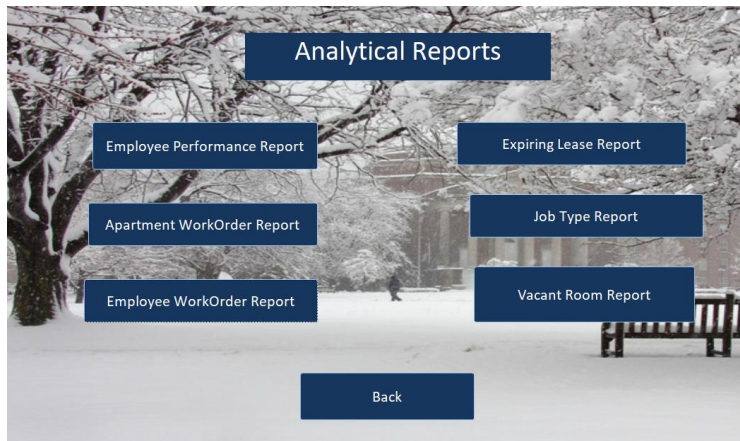 Analytical Reports
Employee Performance Report
Expiring Lease Report
Apartment WorkOrder Report
Job Type Report
Employee WorkOrder Report
Vacant Room Report
Back